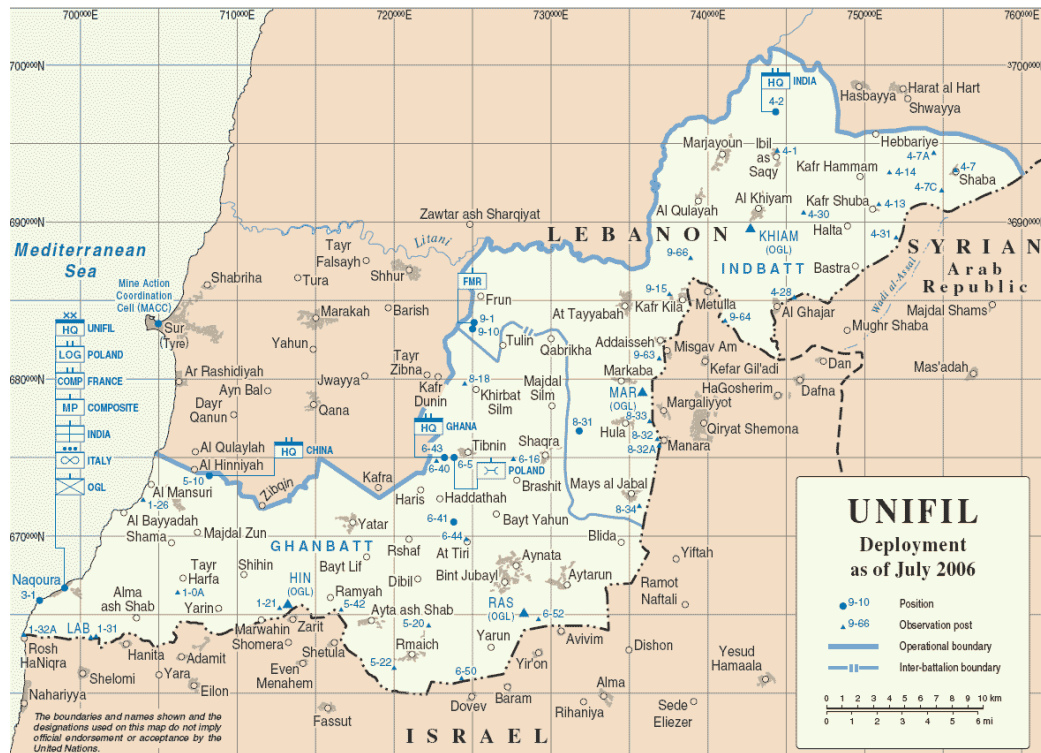 700000E
710000E
720000E
730000E
740000E
750000E
760000E
700000N
3700000N
HQ
INDIA
4-2
Hasbayya
Harat al Hart
Shwayya
Hebbariye
Marjayoun
Ibil
as
Saqy
4-1
4-7A
4-7
Kafr Hammam
4-14
Shaba
4-7C
Al Khiyam
Kafr Shuba
4-13
Al Qulayah
4-30
690000N
Zawtar ash Sharqiyat
KHIAM
(OGL)
Halta
4-31
Mediterranean
Sea
LEBANON
SYRIAN
Arab
Republic
Tayr
Falsayh
Litani
Shhur
9-66
INDBATT
Bastra
Wadi al-Assal
Shabriha
Tura
FMR
Frun
9-15
4-28
Mine Action
Coordination
Cell (MACC)
Marakah
Barish
9-1
9-10
At Tayyabah
Kafr Kila
Metulla
9-64
Al Ghajar
Majdal Shams
Sur
(Tyre)
Mughr Shaba
HQ
UNIFIL
LOG
POLAND
COMP
FRANCE
MP
COMPOSITE
INDIA
ITALY
OGL
Yahun
Tulin
Qabrikha
Addaisseh
9-63
Misgav Am
Tayr
Zibna
Kefar Gil'adi
Dan
Mas'adah
Ar Rashidiyah
Jwayya
Kafr
Dunin
8-18
Markaba
HaGosherim
Dafna
Ayn Bal
Khirbat
Silm
Majdal
Silm
MAR
(OGL)
Margaliyyot
Dayr
Qanun
Qana
HQ
GHANA
8-31
Hula
8-33
8-32
8-32A
Qiryat Shemona
Manara
Al Qulaylah
HQ
CHINA
6-43
6-40
6-5
Tibnin
Shaqra
6-16
POLAND
Al Hinniyah
5-10
Al Mansuri
Zibqin
Kafra
Haris
Haddathah
Brashit
Mays al Jabal
1-26
8-34
Al Bayyadah
Shama
Majdal Zun
Yatar
6-41
Bayt Yahun
670000N
GHANBATT
Rshaf
6-44
At Tiri
Blida
Tayr
Harfa
Shihin
Bayt Lif
Aynata
Yiftah
Naqoura
3-1
HIN
(OGL)
Dibil
Bint Jubayl
Aytarun
Ramot
Naftali
1-0A
Ramyah
Alma
ash Shab
Yarin
1-21
5-42
Ayta ash Shab
RAS
(OGL)
6-52
1-32A
LAB
1-31
Marwahin
Zarit
5-20
Yarun
Avivim
Dishon
Rosh
HaNiqra
Hanita
Shomera
Shetula
Rmaich
Yir'on
Yesud
Hamaala
Adamit
Even
Menahem
5-22
6-50
Shelomi
Yara
Eilon
Baram
Alma
Nahariyya
Fassut
Dovev
Rihaniya
Sede
Eliezer
680000N
690000N
ISRAEL
The boundaries and names shown and the
designations used on this map do not imply
official endorsement or acceptance by the
United Nations.
UNIFIL
Deployment
as of July 2006
9-10
Position
9-66
Observation post
Operational boundary
Inter-battalion boundary
0 1 2 3 4 5 6 7 8 9 10 km
0 1 2 3 4 5 6 mi